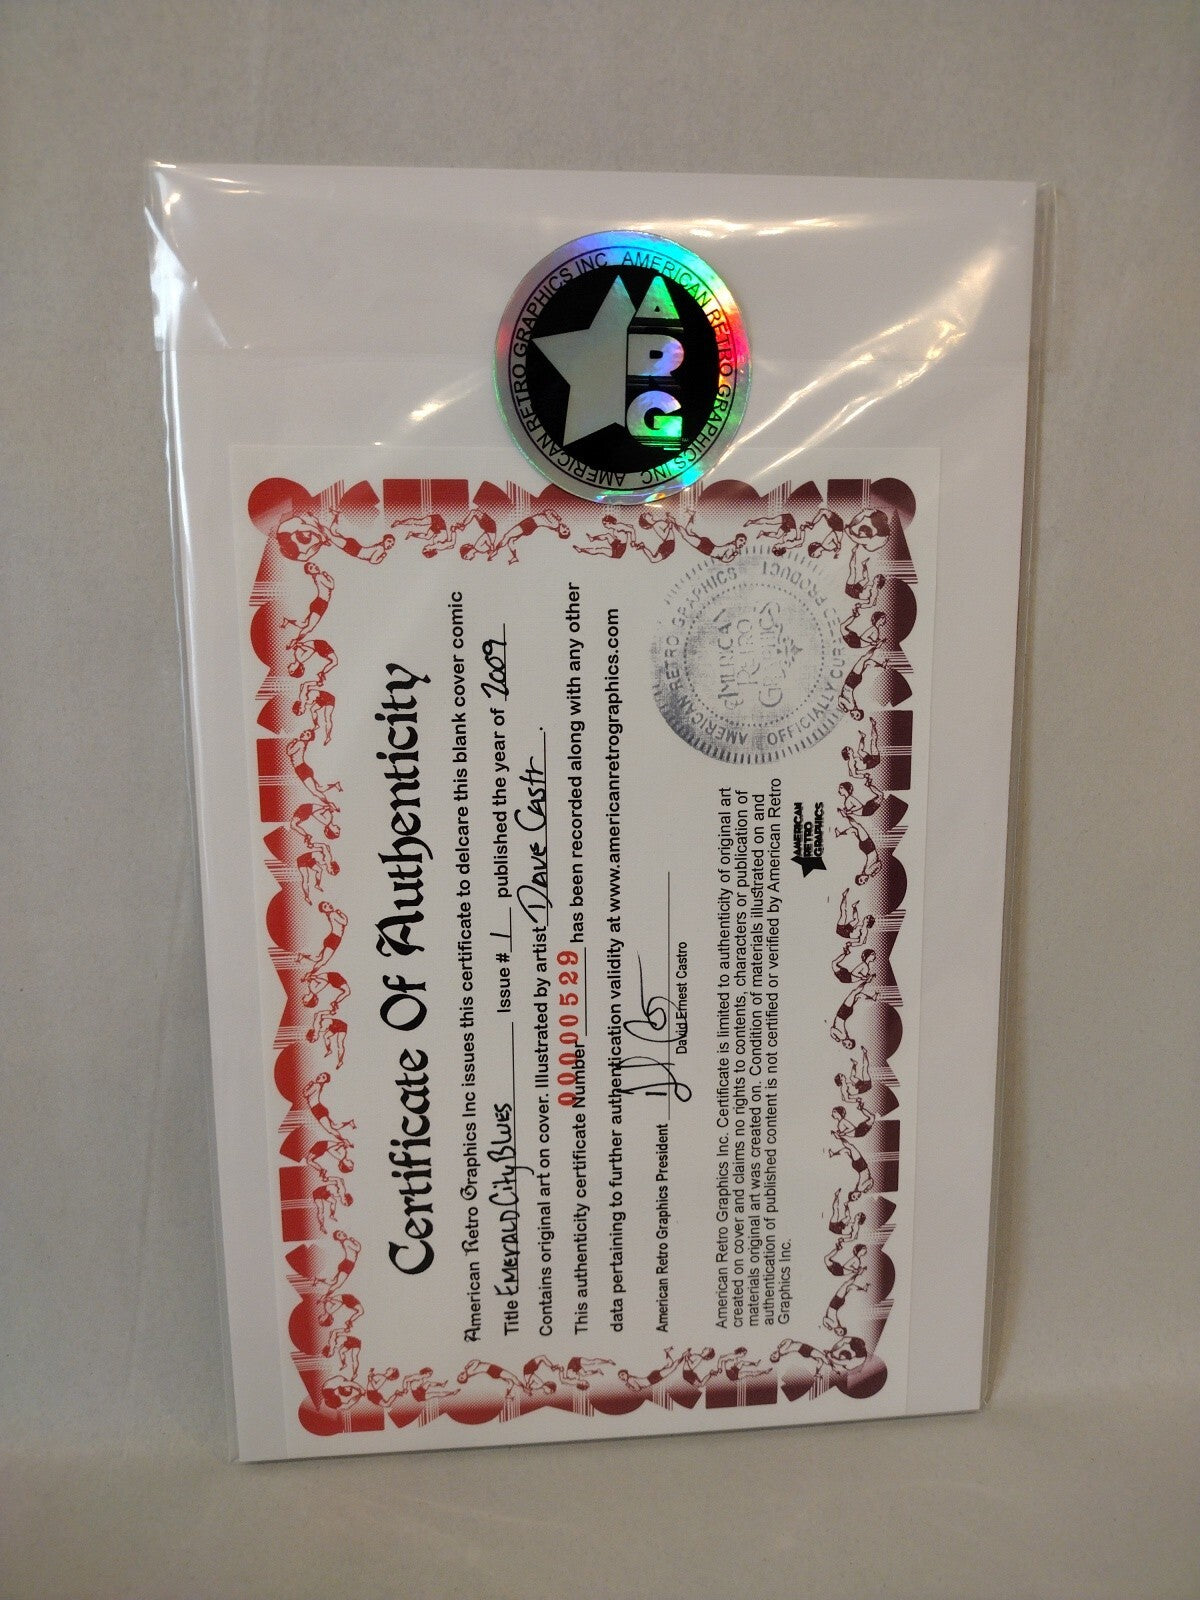 AMERICAN RETRO GRAPHICS INC AMERICAN RETRO GRAPHICS INC
ARG
Certificate Of Authenticity
American Retro Graphics Inc issues this certificate to delcare this blank cover comic
Title EMERALD CITY BLUES Issue # 1 published the year of 2009
Contains original art on cover. Illustrated by artist DAVE CASTR.
This authenticity certificate Number 00000529 has been recorded along with any other
data pertaining to further authentication validity at www.americanretrographics.com
American Retro Graphics President
David Ernest Castro
American Retro Graphics Inc. Certificate is limited to authenticity of original art
created on cover and claims no rights to contents, characters or publication of
materials original art was created on. Condition of materials illustrated on and
authentication of published content is not certified or verified by American Retro
Graphics Inc.
AMERICAN
RETRO
GRAPHICS
AMERICAN RETRO GRAPHICS
OFFICIALLY PRODUCT
AMERICAN
RETRO
GRAPHICS